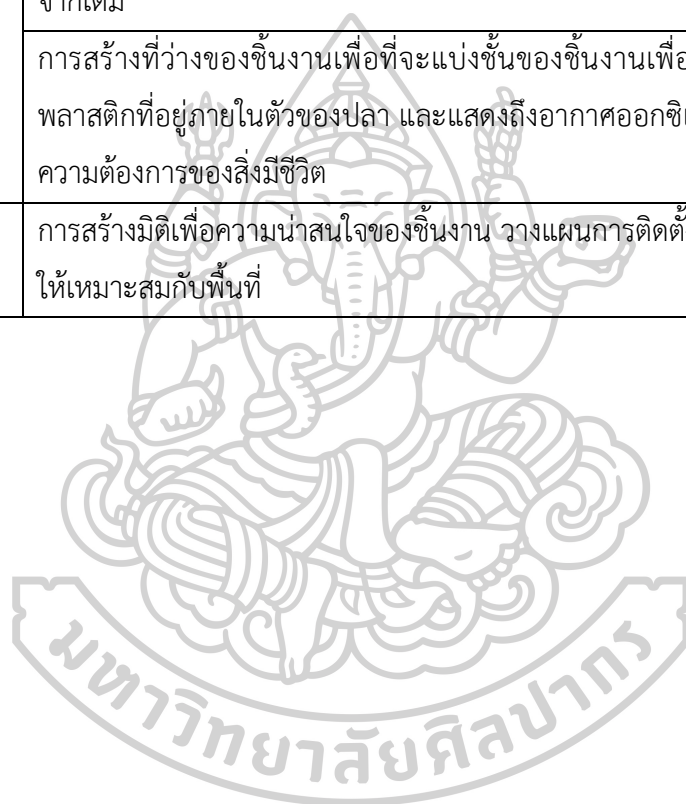 จากเดิม
การสร้างที่ว่างของชิ้นงานเพื่อที่จะแบ่งชั้นของชิ้นงานเพื่อ
พลาสติกที่อยู่ภายในตัวของปลา และแสดงถึงอากาศออกซิเ
ความต้องการของสิ่งมีชีวิต
การสร้างมิติเพื่อความน่าสนใจของชิ้นงาน วางแผนการติดตั้
ให้เหมาะสมกับพื้นที่
มหาวิทยาลัยศิลปากร